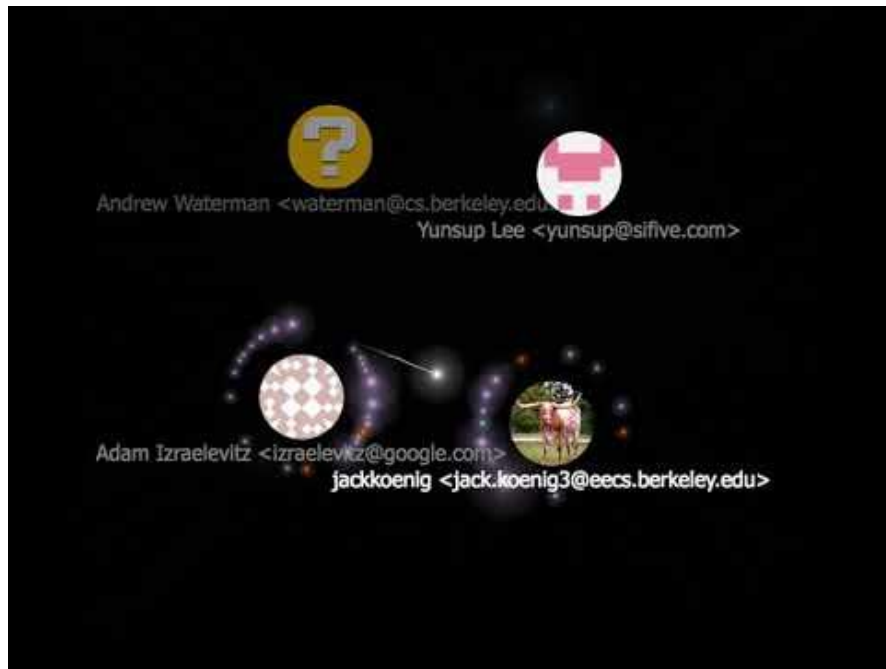 Andrew Waterman <waterman@cs.berkeley.edu
Yunsup Lee <yunsup@sifive.com>
Adam Izraelevitz <izraelevitz@google.com>
jackkoenig <jack.koenig3@eecs.berkeley.edu>